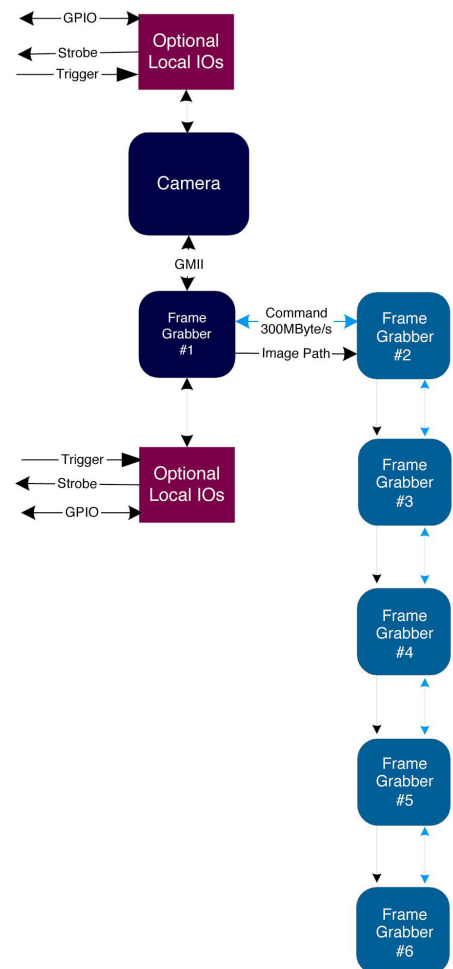 GPIO
Strobe
Trigger
Optional
Local IOs
Camera
GMII
Frame
Grabber
#1
Command
300MByte/s
Image Path
Frame
Grabber
#2
Trigger
Strobe
GPIO
Optional
Local IOs
Frame
Grabber
#3
Frame
Grabber
#4
Frame
Grabber
#5
Frame
Grabber
#6